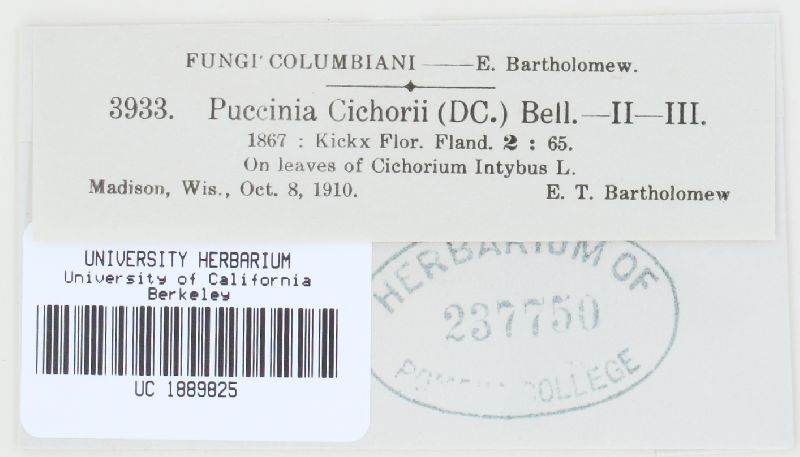 FUNGI COLUMBIANI —— E. Bartholomew.
3933. Puccinia Cichorii (DC.) Bell.—II—III.
1867 : Kickx Flor. Fland. 2 : 65.
On leaves of Cichorium Intybus L.
Madison, Wis., Oct. 8, 1910. E. T. Bartholomew
UNIVERSITY HERBARIUM
University of California
Berkeley
UC 1889825
HERBARIUM OF
237750
COLLEGE